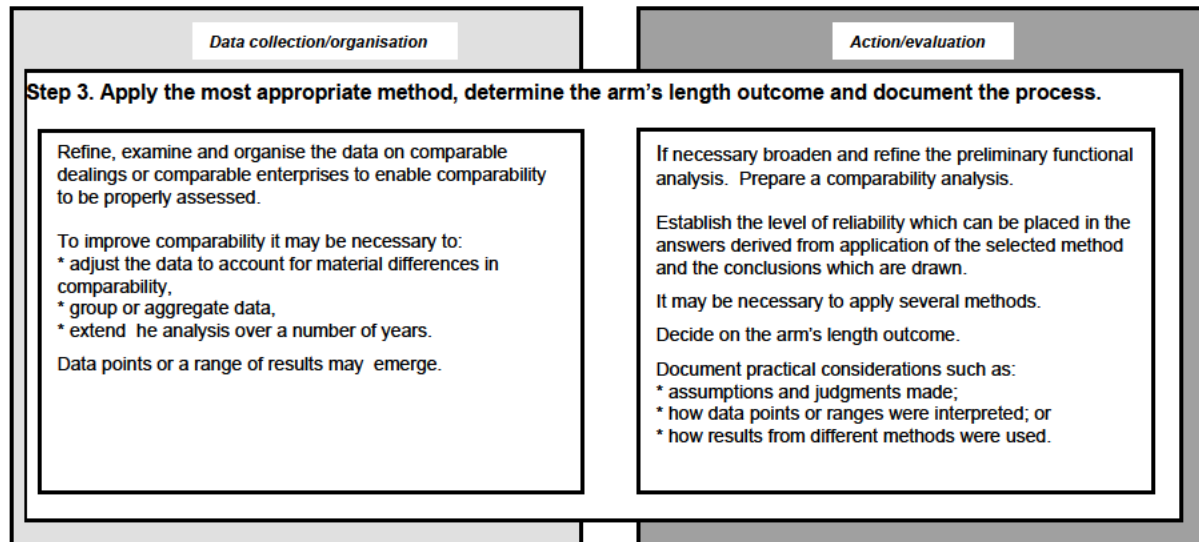 Data collection/organisation
Action/evaluation
Step 3. Apply the most appropriate method, determine the arm's length outcome and document the process.
Refine, examine and organise the data on comparable
dealings or comparable enterprises to enable comparability
to be properly assessed.
To improve comparability it may be necessary to:
* adjust the data to account for material differences in
comparability,
* group or aggregate data,
* extend he analysis over a number of years.
Data points or a range of results may emerge.
If necessary broaden and refine the preliminary functional
analysis. Prepare a comparability analysis.
Establish the level of reliability which can be placed in the
answers derived from application of the selected method
and the conclusions which are drawn.
It may be necessary to apply several methods.
Decide on the arm's length outcome.
Document practical considerations such as:
* assumptions and judgments made;
* how data points or ranges were interpreted; or
* how results from different methods were used.